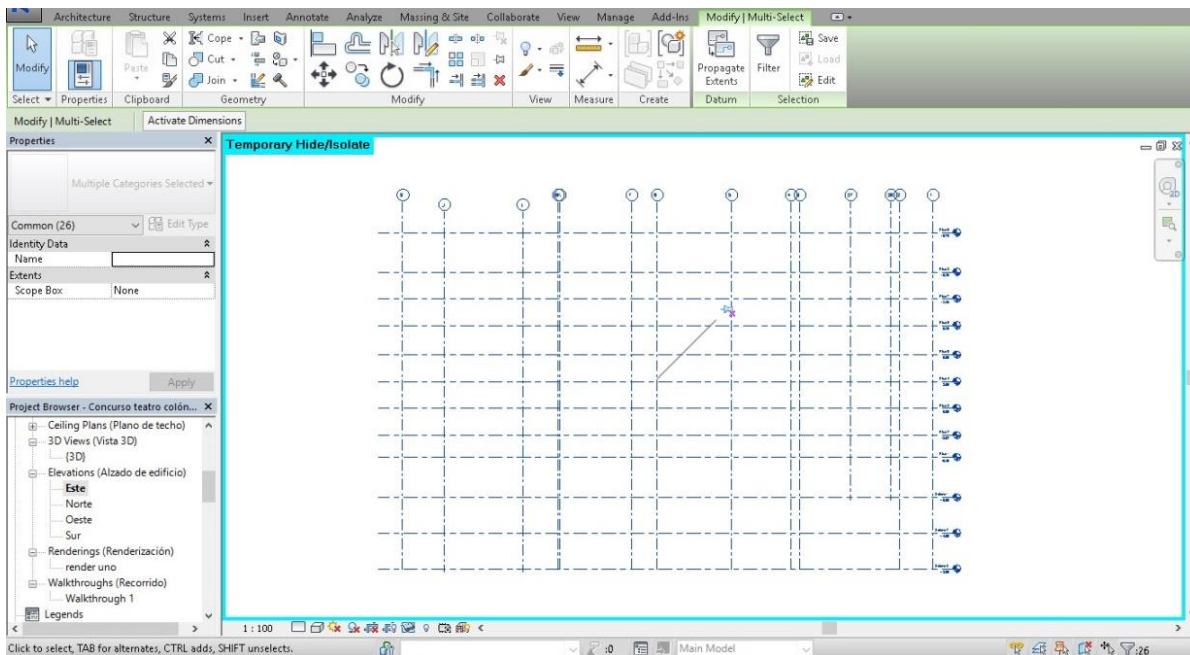 Architecture Structure Systems Insert Annotate Analyze Massing & Site Collaborate View Manage Add-Ins Modify | Multi-Select
Modify
Paste
Cope
Cut
Join
Propagate Extents
Filter
Save
Load
Edit
Select Properties Clipboard Geometry Modify View Measure Create Datum Selection
Modify | Multi-Select Activate Dimensions
Properties
Temporary Hide/Isolate
Multiple Categories Selected
Common (26) Edit Type
Identity Data
Name
Extents
Scope Box None
Properties help Apply
Project Browser - Concurso teatro colón...
Ceiling Plans (Plano de techo)
3D Views (Vista 3D)
{3D}
Elevations (Alzado de edificio)
Este
Norte
Oeste
Sur
Renderings (Renderización)
render uno
Walkthroughs (Recorrido)
Walkthrough 1
Legends
1 : 100
Click to select, TAB for alternates, CTRL adds, SHIFT unselects. :0 Main Model :26